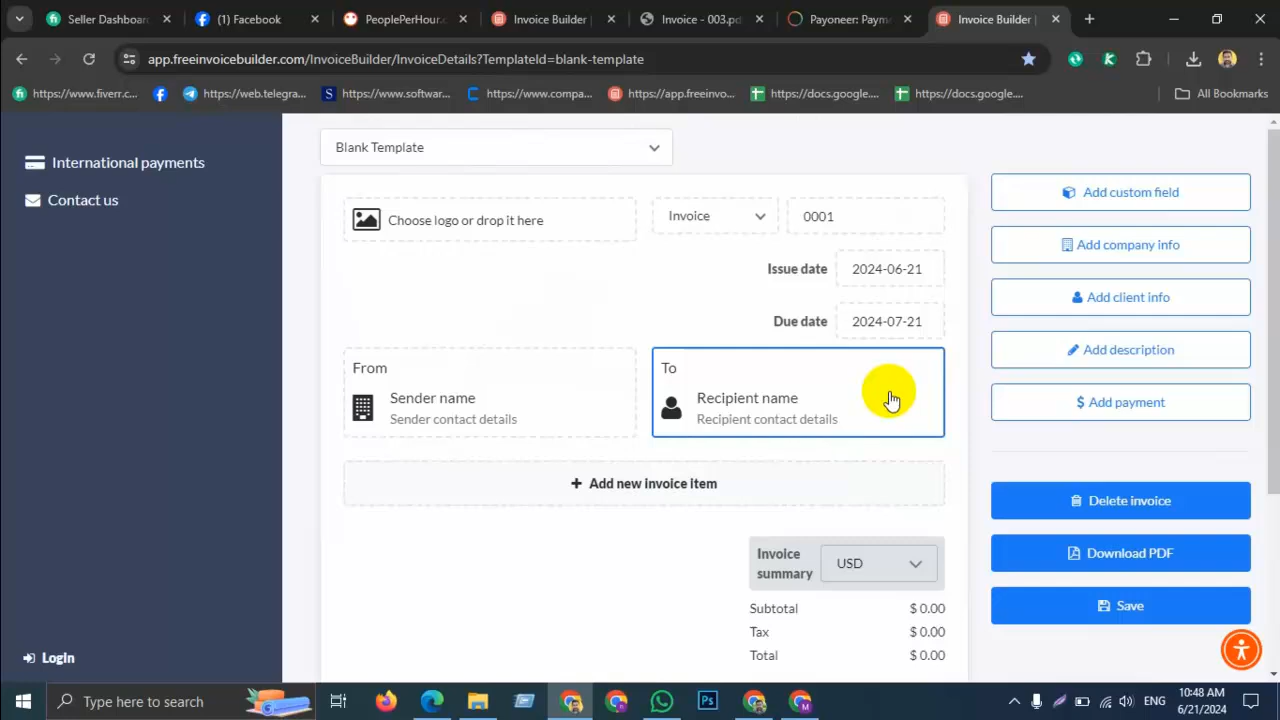 Seller Dashboar
(1) Facebook
PeoplePerHour.c
Invoice Builder |
Invoice - 003.pd
Payoneer: Payme
Invoice Builder |
app.freeinvoicebuilder.com/InvoiceBuilder/InvoiceDetails?TemplateId=blank-template
https://www.fiverr.c...
https://web.telegra...
https://www.softwar...
https://www.compa...
https://app.freeinvo...
https://docs.google....
https://docs.google....
All Bookmarks
International payments
Contact us
Login
Blank Template
Choose logo or drop it here
Invoice
0001
Issue date
2024-06-21
Due date
2024-07-21
From
Sender name
Sender contact details
To
Recipient name
Recipient contact details
+ Add new invoice item
Invoice
summary
USD
Subtotal $ 0.00
Tax $ 0.00
Total $ 0.00
Add custom field
Add company info
Add client info
Add description
$ Add payment
Delete invoice
Download PDF
Save
Type here to search
ENG
10:48 AM
6/21/2024